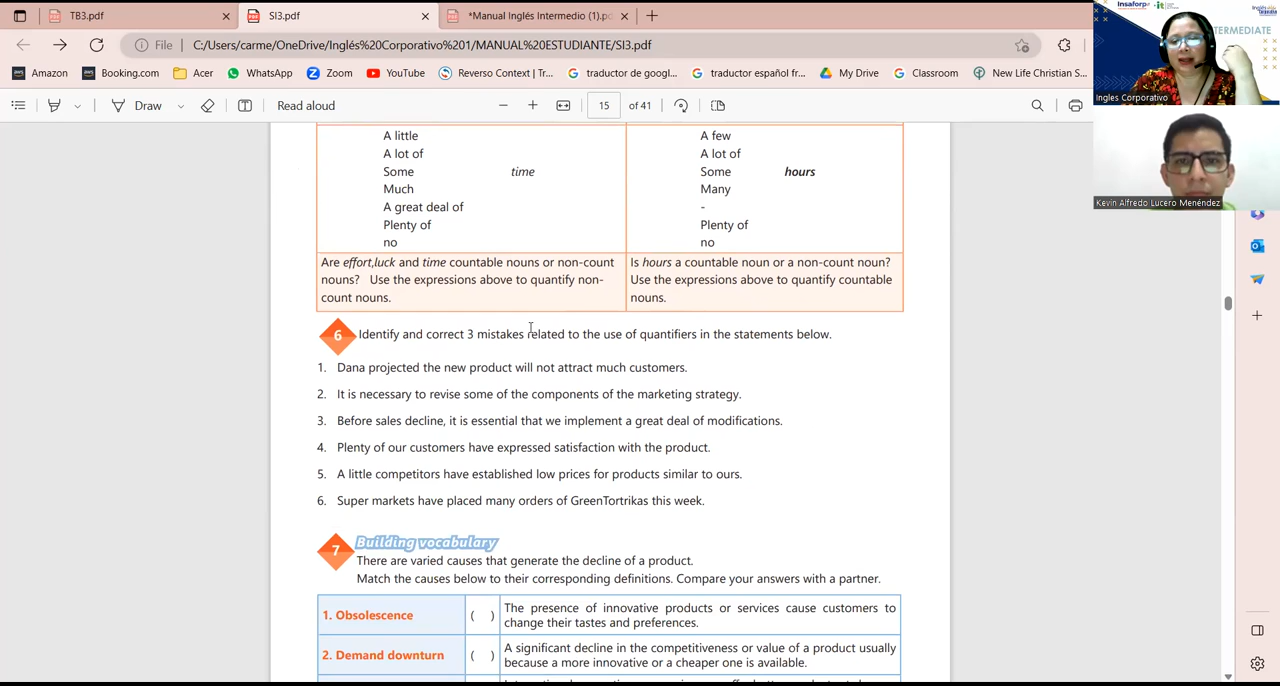 TB3.pdf
SI3.pdf
*Manual Inglés Intermedio (1).pd
File
C:/Users/carme/OneDrive/Inglés%20Corporativo%201/MANUAL%20ESTUDIANTE/SI3.pdf
Amazon
Booking.com
Acer
WhatsApp
Zoom
YouTube
Reverso Context | Tr...
traductor de googl...
traductor español fr...
My Drive
Classroom
New Life Christian S...
Draw
Read aloud
15
of 41
Insaforp
TERMEDIATE
Ingles Corporativo
Kevin Alfredo Lucero Menéndez
A little
A lot of
Some time
Much
A great deal of
Plenty of
no
A few
A lot of
Some hours
Many
-
Plenty of
no
Are effort,luck and time countable nouns or non-count
nouns? Use the expressions above to quantify non-
count nouns.
Is hours a countable noun or a non-count noun?
Use the expressions above to quantify countable
nouns.
6 Identify and correct 3 mistakes related to the use of quantifiers in the statements below.
1. Dana projected the new product will not attract much customers.
2. It is necessary to revise some of the components of the marketing strategy.
3. Before sales decline, it is essential that we implement a great deal of modifications.
4. Plenty of our customers have expressed satisfaction with the product.
5. A little competitors have established low prices for products similar to ours.
6. Super markets have placed many orders of GreenTortrikas this week.
7 Building vocabulary
There are varied causes that generate the decline of a product.
Match the causes below to their corresponding definitions. Compare your answers with a partner.
1. Obsolescence ( ) The presence of innovative products or services cause customers to
change their tastes and preferences.
2. Demand downturn ( ) A significant decline in the competitiveness or value of a product usually
because a more innovative or a cheaper one is available.